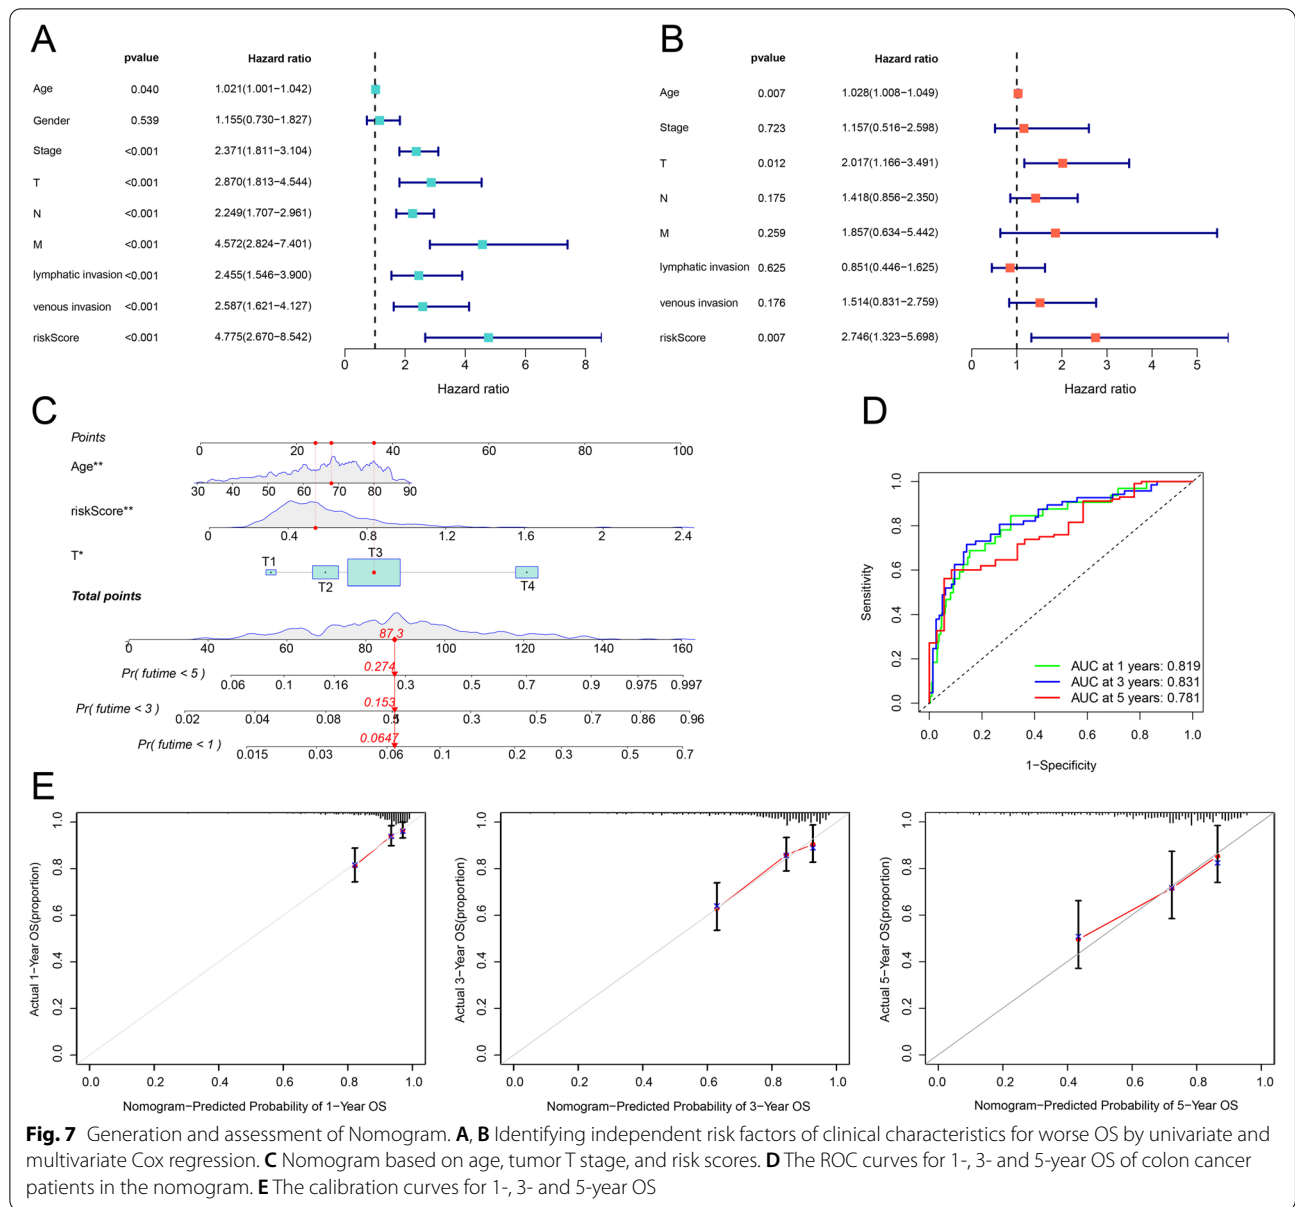 A
pvalue Hazard ratio
Age 0.040 1.021(1.001−1.042)
Gender 0.539 1.155(0.730−1.827)
Stage <0.001 2.371(1.811−3.104)
T <0.001 2.870(1.813−4.544)
N <0.001 2.249(1.707−2.961)
M <0.001 4.572(2.824−7.401)
lymphatic invasion <0.001 2.455(1.546−3.900)
venous invasion <0.001 2.587(1.621−4.127)
riskScore <0.001 4.775(2.670−8.542)
0 2 4 6 8
Hazard ratio
B
pvalue Hazard ratio
Age 0.007 1.028(1.008−1.049)
Stage 0.723 1.157(0.516−2.598)
T 0.012 2.017(1.166−3.491)
N 0.175 1.418(0.856−2.350)
M 0.259 1.857(0.634−5.442)
lymphatic invasion 0.625 0.851(0.446−1.625)
venous invasion 0.176 1.514(0.831−2.759)
riskScore 0.007 2.746(1.323−5.698)
0 1 2 3 4 5
Hazard ratio
C
Points
0 20 40 60 80 100
Age**
30 40 50 60 70 80 90
riskScore**
0 0.4 0.8 1.2 1.6 2 2.4
T*
T1 T2 T3 T4
Total points
87.3
0 40 60 80 100 120 140 160
0.274
Pr( futime < 5 )
0.06 0.1 0.16 0.3 0.5 0.7 0.9 0.975 0.997
0.153
Pr( futime < 3 )
0.02 0.04 0.08 0.3 0.5 0.7 0.86 0.96
0.0647
Pr( futime < 1 )
0.015 0.03 0.06 0.1 0.2 0.3 0.5 0.7
D
Sensitivity
1.0
0.8
0.6
0.4
0.2
0.0
AUC at 1 years: 0.819
AUC at 3 years: 0.831
AUC at 5 years: 0.781
0.0 0.2 0.4 0.6 0.8 1.0
1−Specificity
E
Actual 1−Year OS(proportion)
0.0 0.2 0.4 0.6 0.8 1.0
0.0 0.2 0.4 0.6 0.8 1.0
Nomogram−Predicted Probability of 1−Year OS
Actual 3−Year OS(proportion)
0.0 0.2 0.4 0.6 0.8 1.0
0.0 0.2 0.4 0.6 0.8 1.0
Nomogram−Predicted Probability of 3−Year OS
Actual 5−Year OS(proportion)
0.0 0.2 0.4 0.6 0.8 1.0
0.0 0.2 0.4 0.6 0.8 1.0
Nomogram−Predicted Probability of 5−Year OS
Fig. 7 Generation and assessment of Nomogram. A, B Identifying independent risk factors of clinical characteristics for worse OS by univariate and
multivariate Cox regression. C Nomogram based on age, tumor T stage, and risk scores. D The ROC curves for 1-, 3- and 5-year OS of colon cancer
patients in the nomogram. E The calibration curves for 1-, 3- and 5-year OS